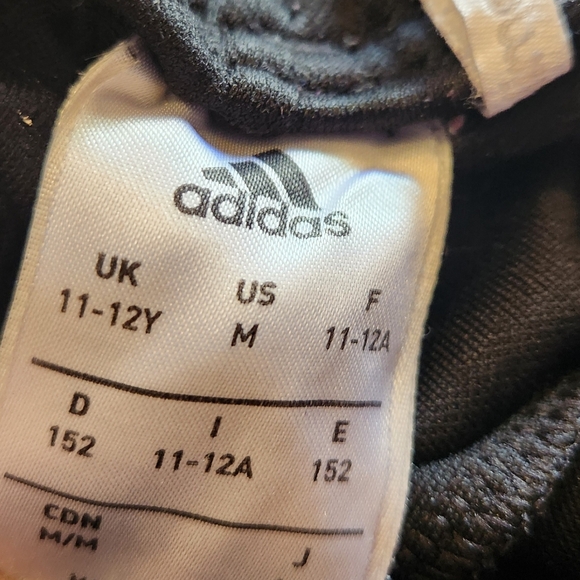 adidas
UK US F
11-12Y M 11-12A
D I E
152 11-12A 152
CDN J
M/M